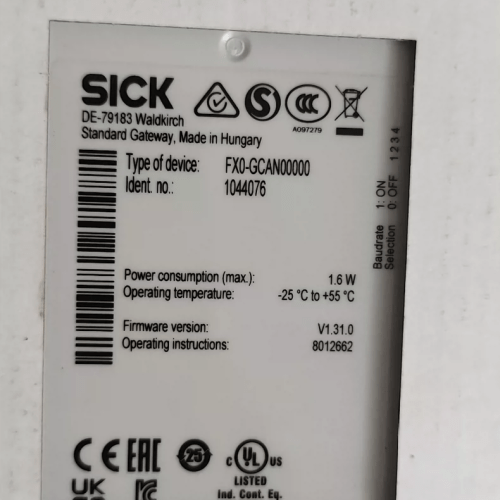 SICK
DE-79183 Waldkirch
Standard Gateway, Made in Hungary
A097279
Type of device: FX0-GCAN00000
Ident. no.: 1044076
Baudrate 1: ON
Selection 0: OFF 1 2 3 4
Power consumption (max.): 1.6 W
Operating temperature: -25 °C to +55 °C
Firmware version: V1.31.0
Operating instructions: 8012662
CE EAC 25 c UL us
LISTED
Ind. Cont. Eq.
UK